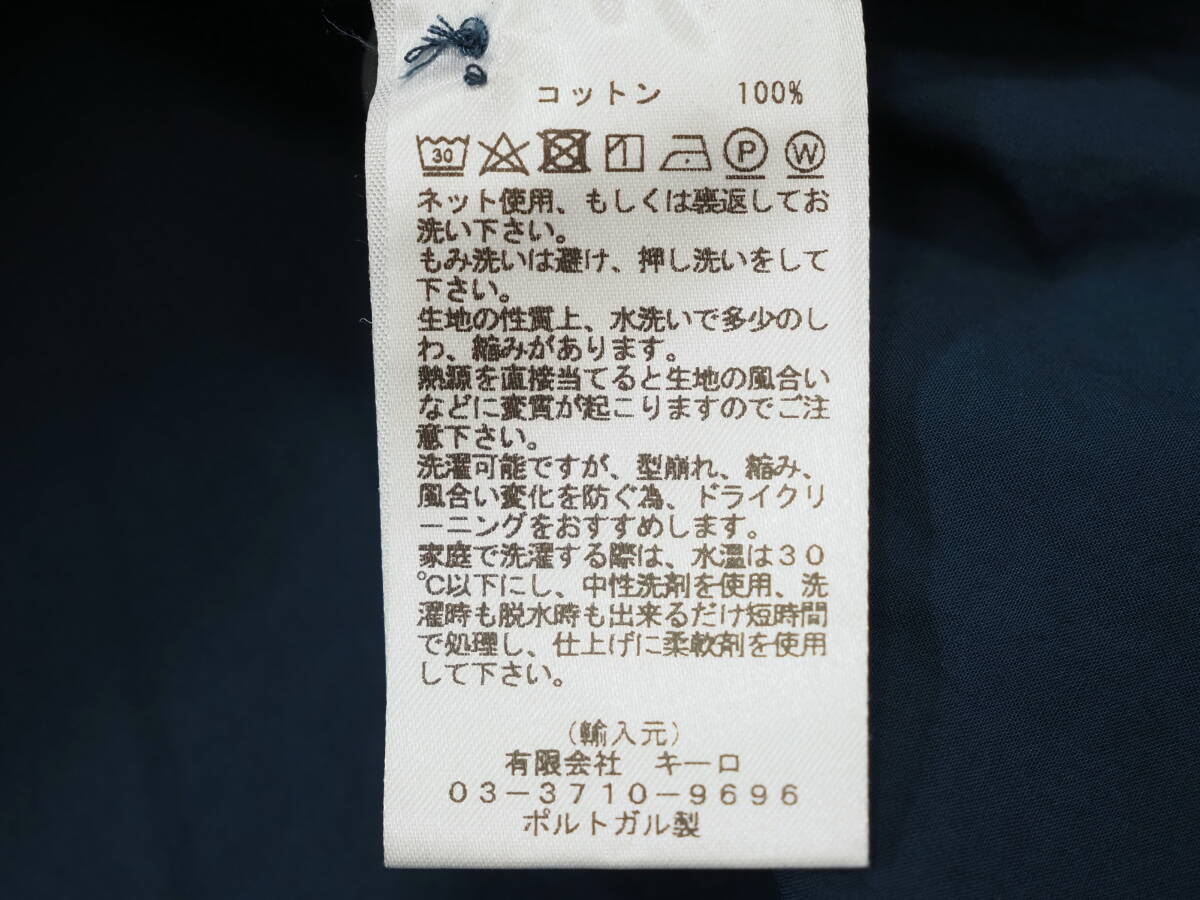 コットン 100%
30 P W
ネット使用、もしくは裏返してお
洗い下さい。
もみ洗いは避け、押し洗いをして
下さい。
生地の性質上、水洗いで多少のし
わ、縮みがあります。
熱源を直接当てると生地の風合い
などに変質が起こりますのでご注
意下さい。
洗濯可能ですが、型崩れ、縮み、
風合い変化を防ぐ為、ドライクリ
ーニングをおすすめします。
家庭で洗濯する際は、水温は30
℃以下にし、中性洗剤を使用、洗
濯時も脱水時も出来るだけ短時間
で処理し、仕上げに柔軟剤を使用
して下さい。
(輸入元)
有限会社 キーロ
03-3710-9696
ポルトガル製